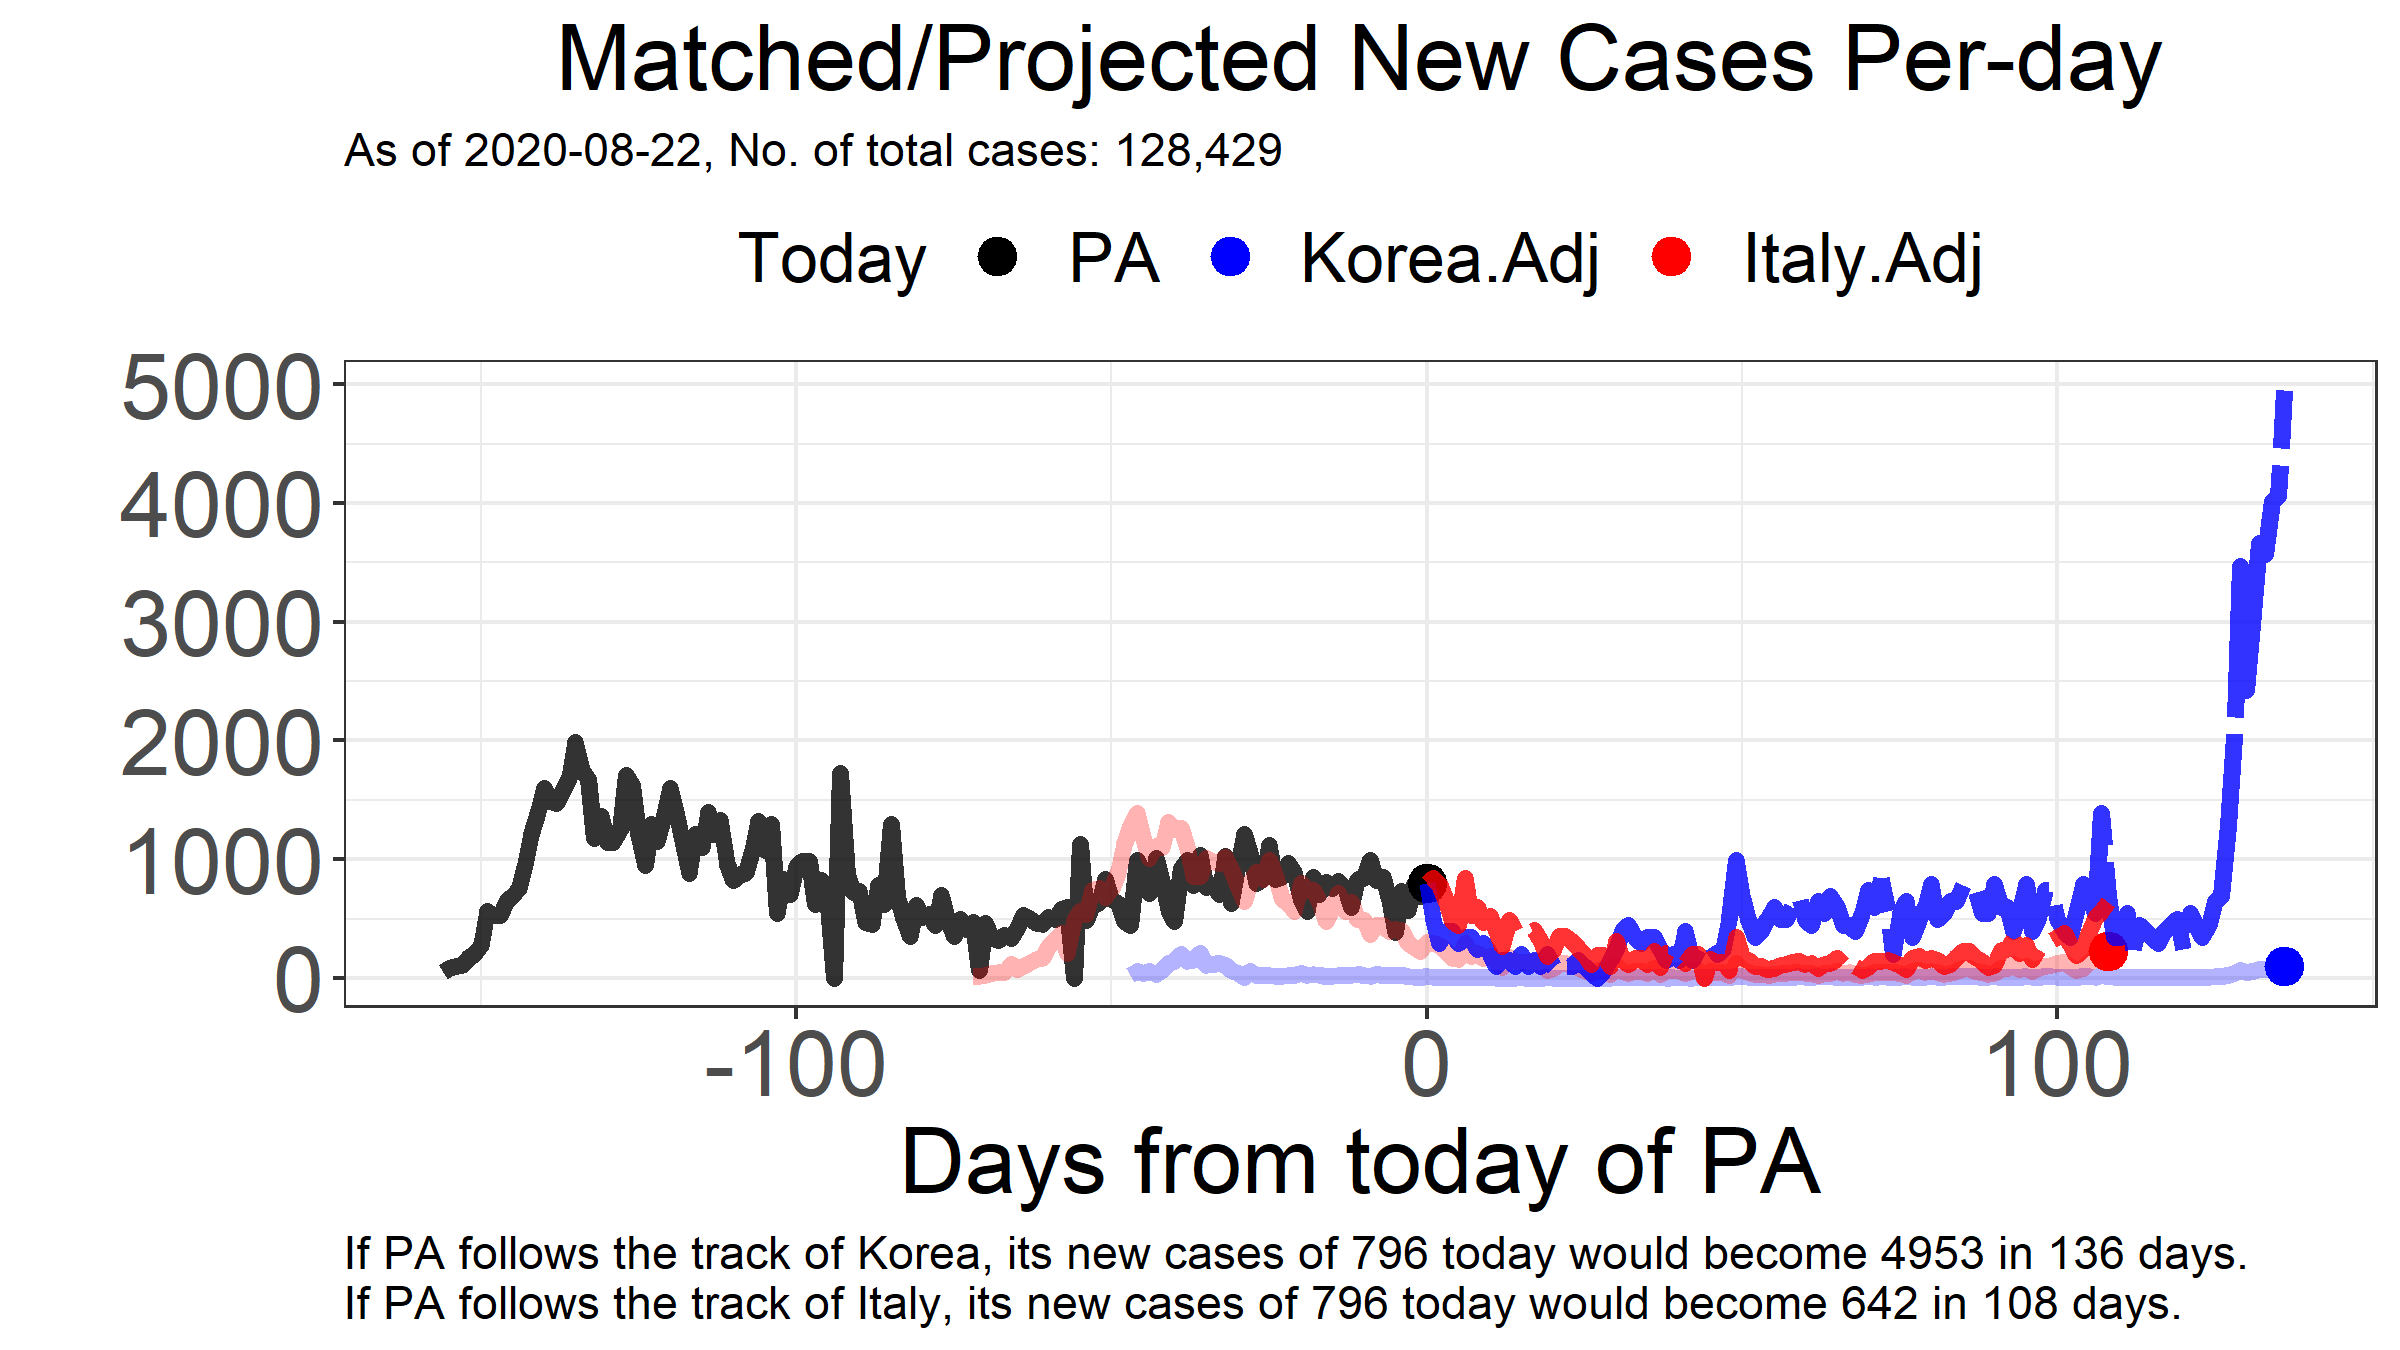 Matched/Projected New Cases Per-day
As of 2020-08-22, No. of total cases: 128,429
Today PA Korea.Adj Italy.Adj
5000
4000
3000
2000
1000
0
-100 0 100
Days from today of PA
If PA follows the track of Korea, its new cases of 796 today would become 4953 in 136 days.
If PA follows the track of Italy, its new cases of 796 today would become 642 in 108 days.